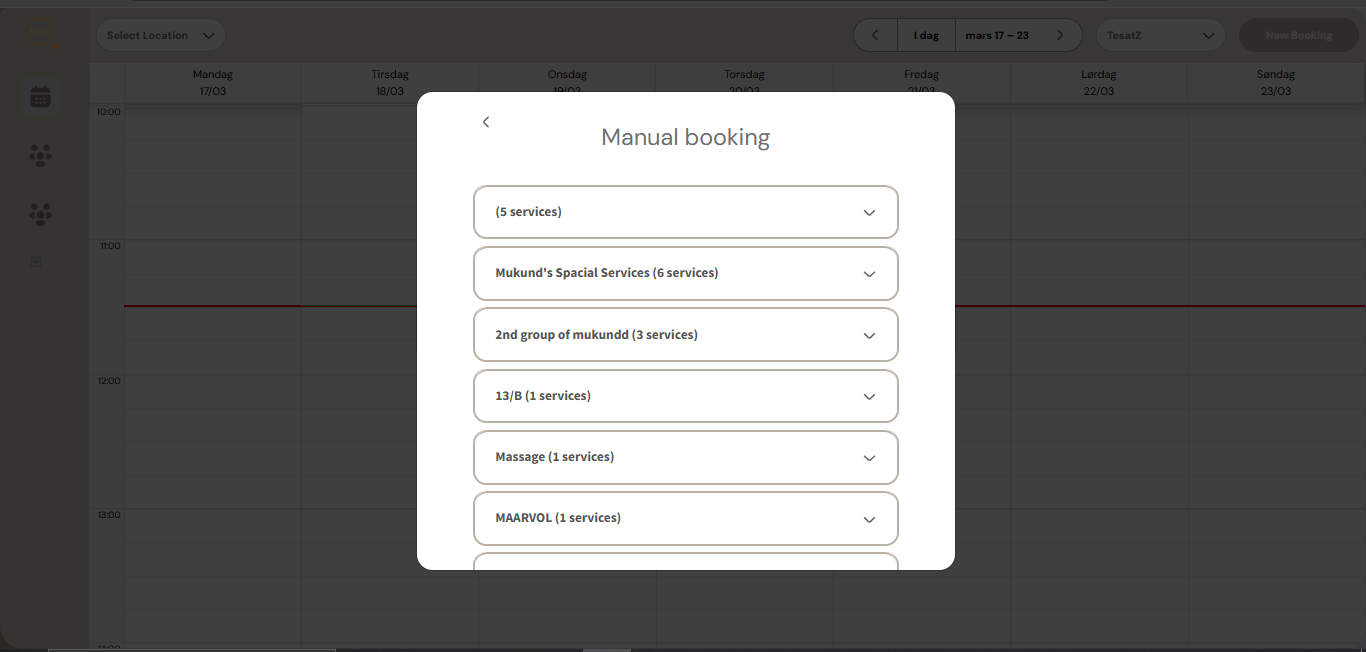 Select Location
I dag
mars 17 – 23
TesatZ
New Booking
Mandag
17/03
Tirsdag
18/03
Onsdag
19/03
Torsdag
20/03
Fredag
21/03
Lørdag
22/03
Søndag
23/03
10:00
11:00
12:00
13:00
14:00
Manual booking
(5 services)
Mukund's Spacial Services (6 services)
2nd group of mukundd (3 services)
13/B (1 services)
Massage (1 services)
MAARVOL (1 services)